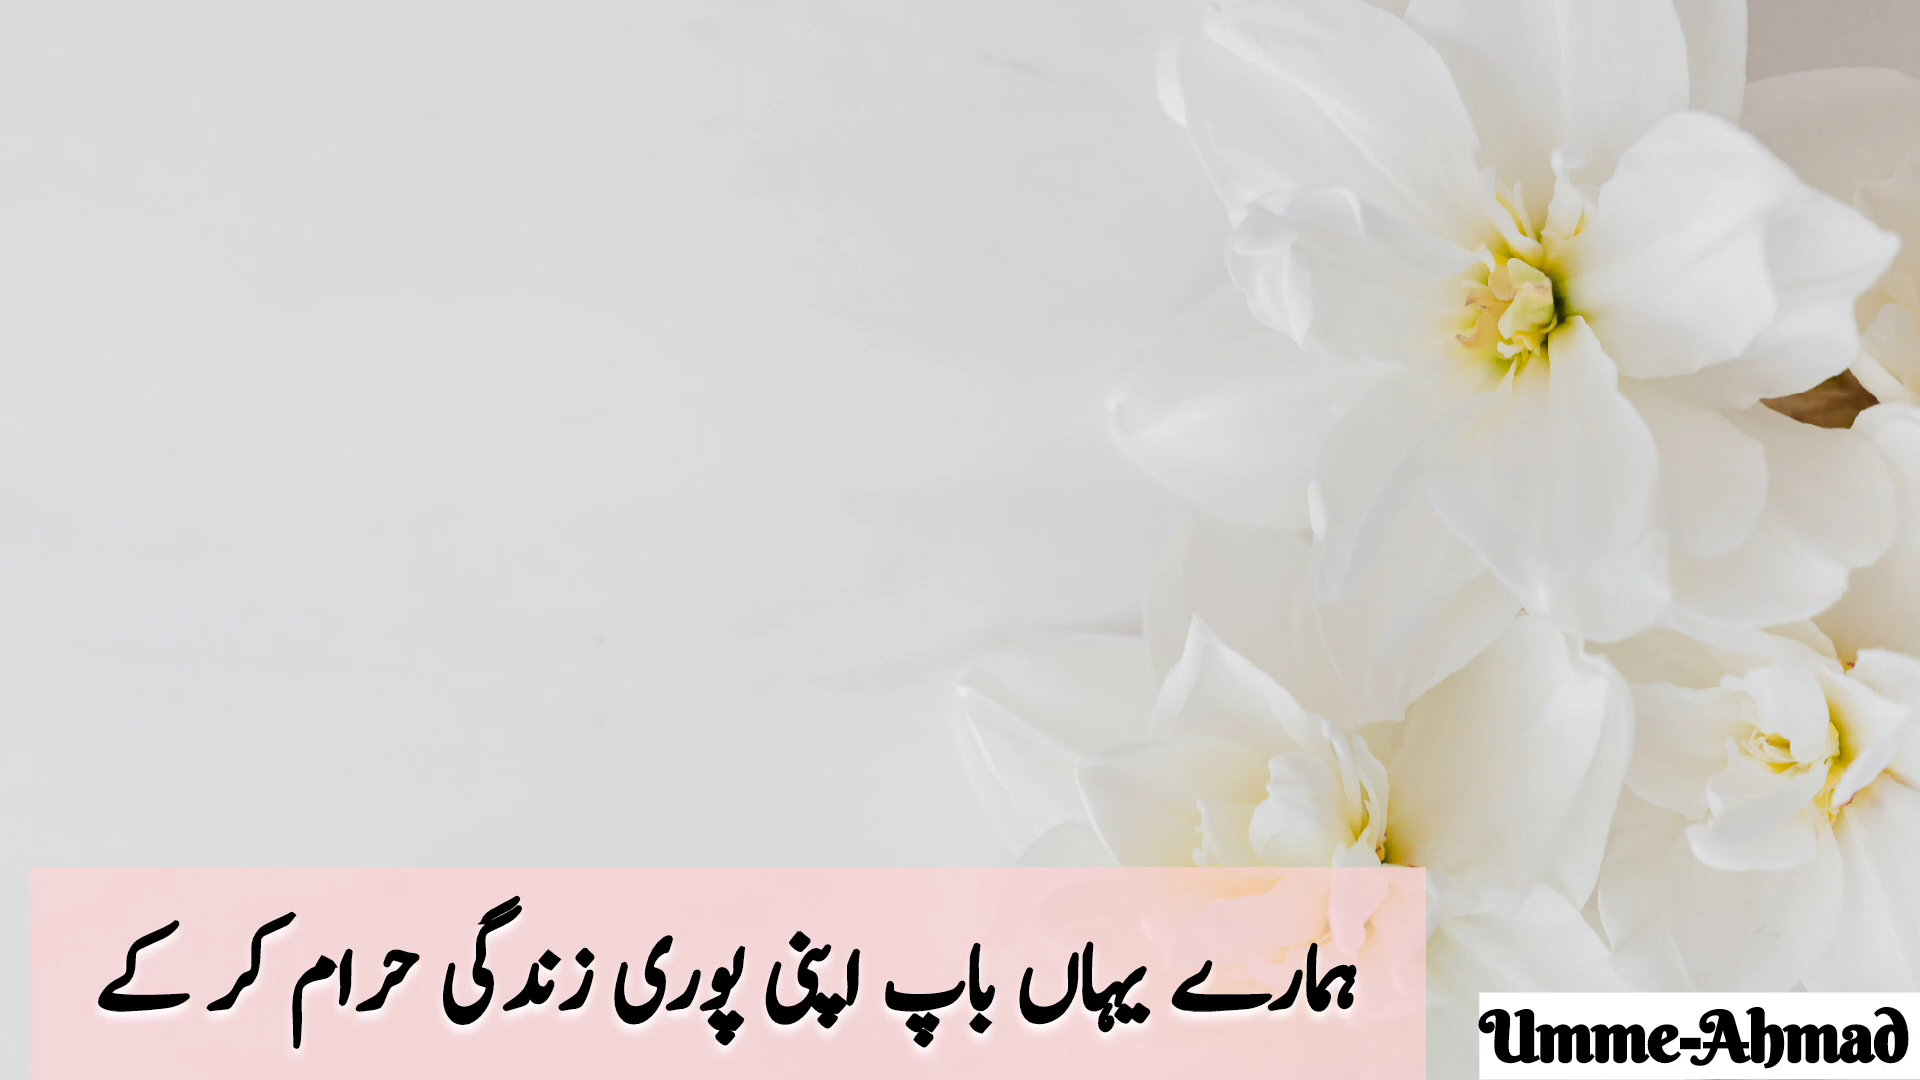 ہمارے یہاں باپ اپنی پوری زندگی حرام کر کے
Umme-Ahmad